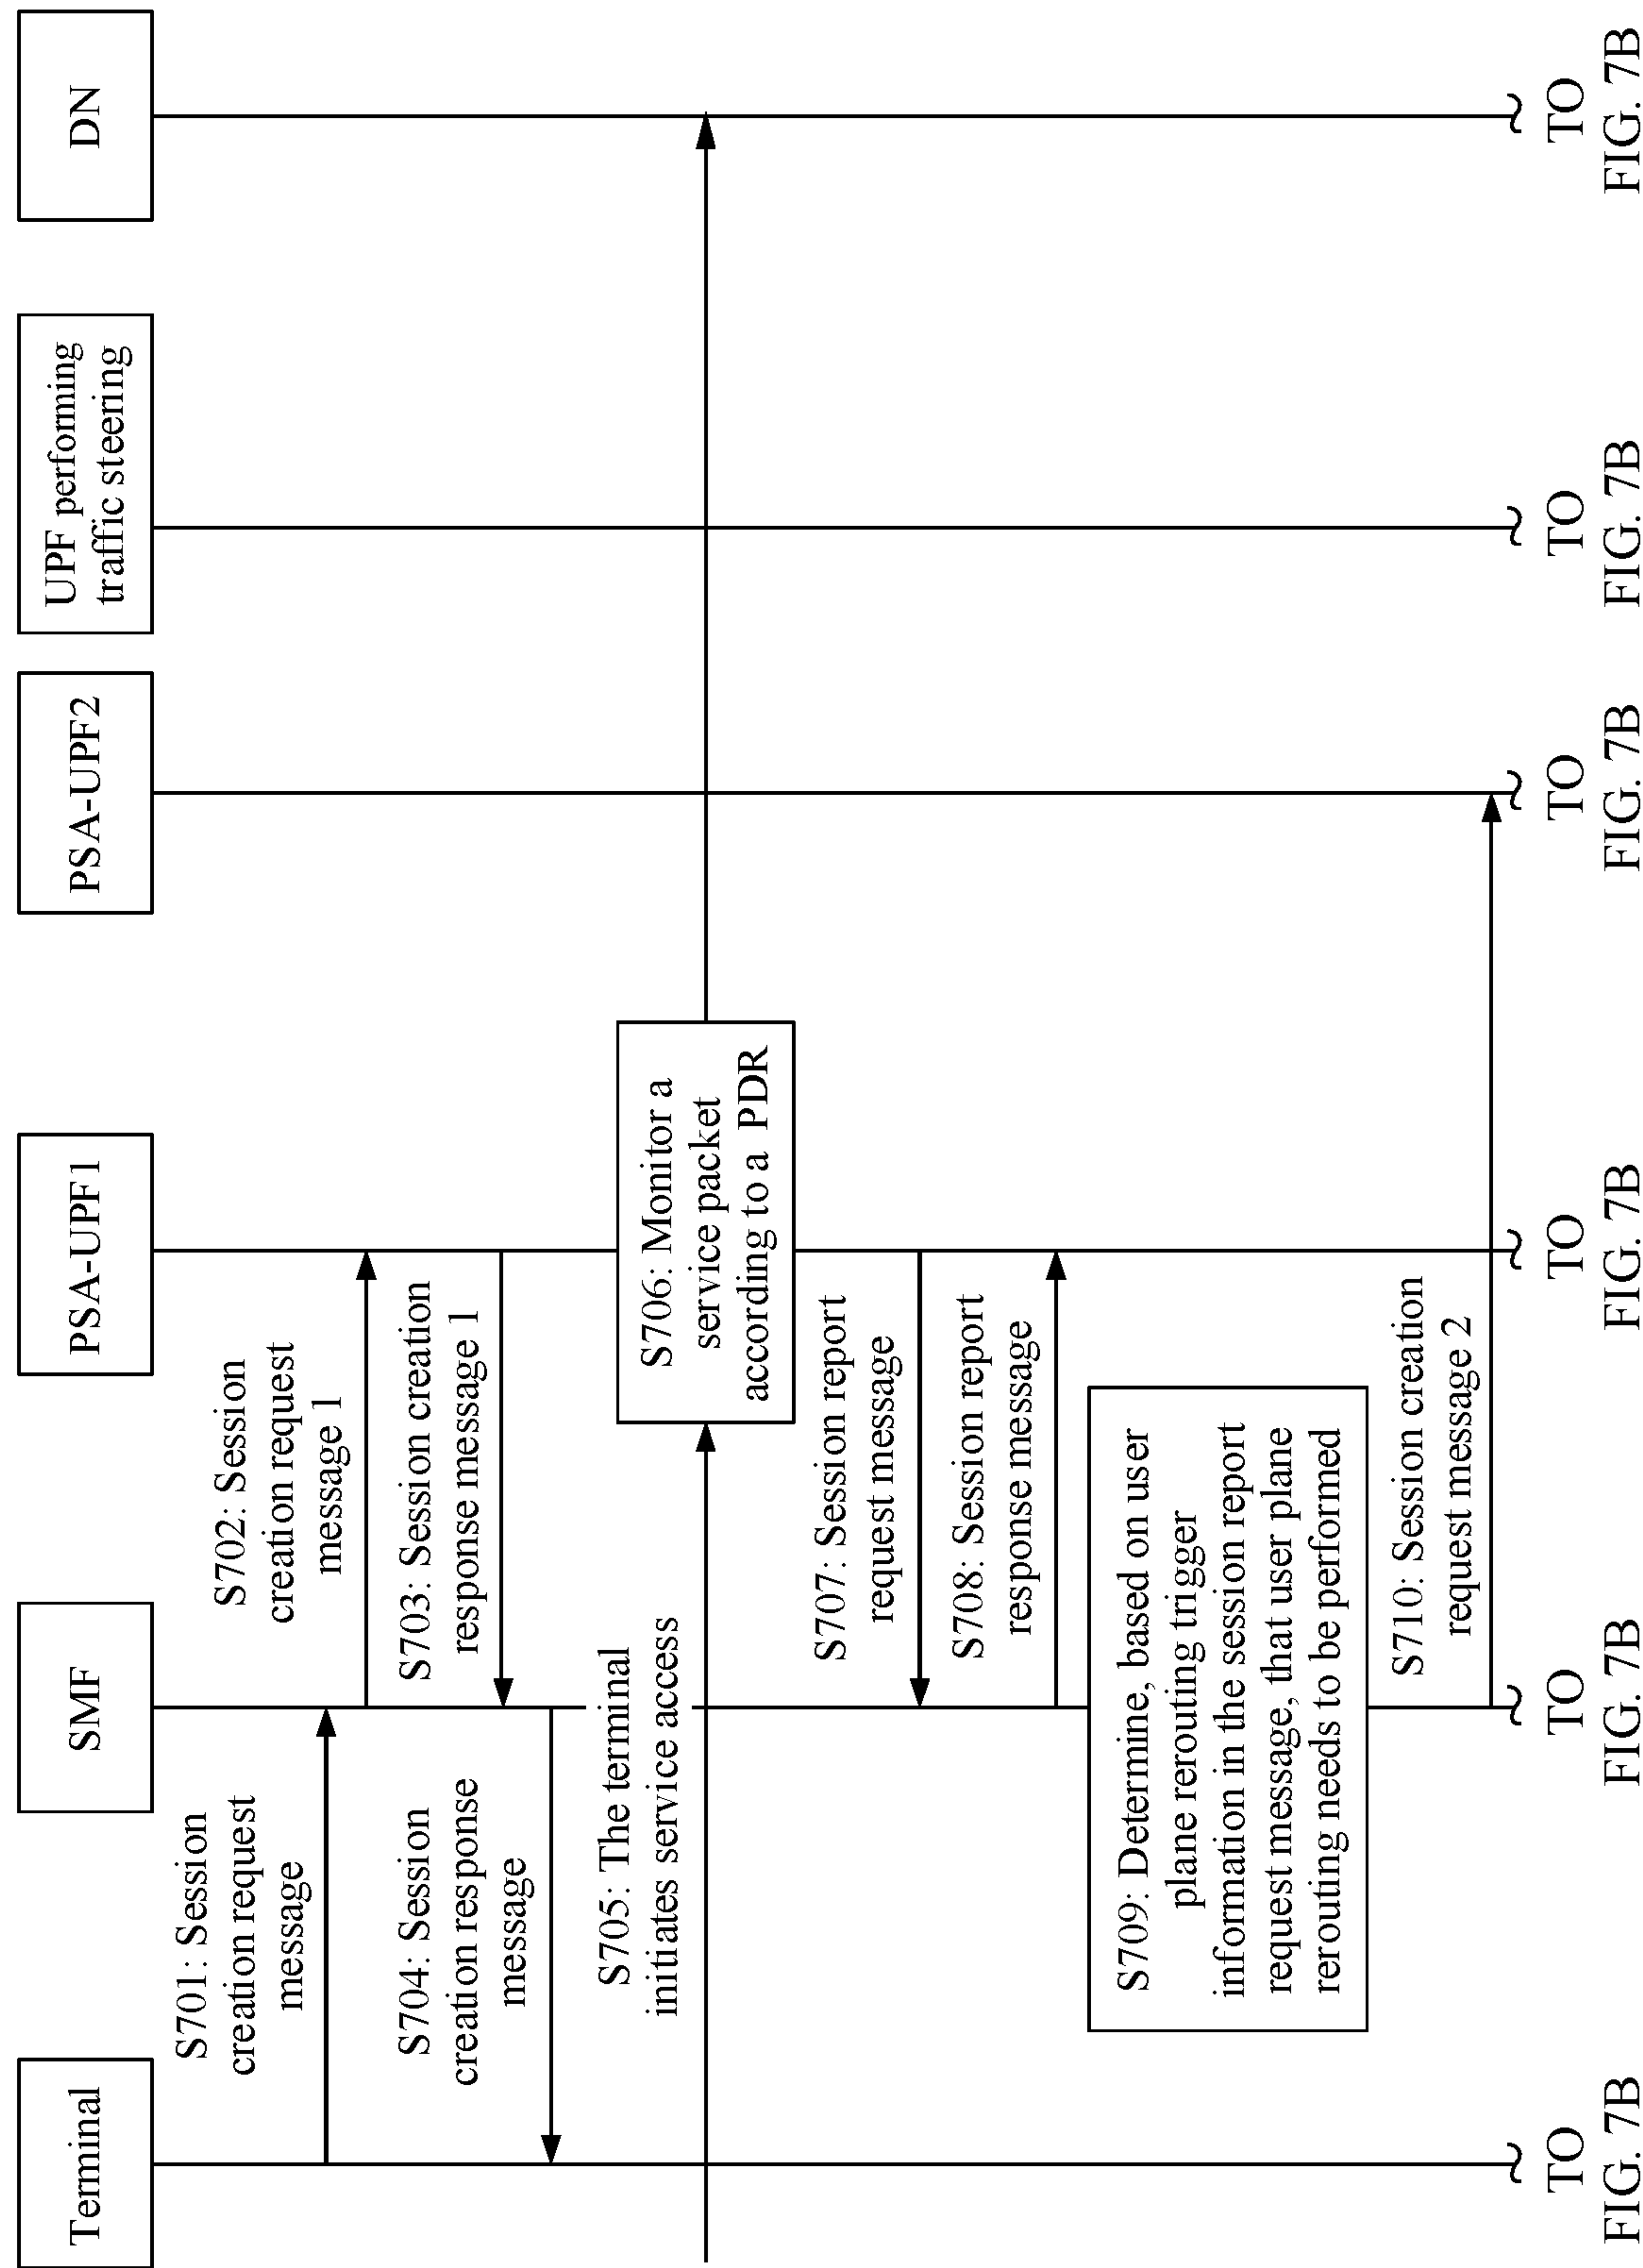 Terminal
SMF
PSA-UPF1
PSA-UPF2
UPF performing
traffic steering
DN
S701: Session
creation request
message
S702: Session
creation request
message 1
S703: Session creation
response message 1
S704: Session
creation response
message
S705: The terminal
initiates service access
S706: Monitor a
service packet
according to a PDR
S707: Session report
request message
S708: Session report
response message
S709: Determine, based on user
plane rerouting trigger
information in the session report
request message, that user plane
rerouting needs to be performed
S710: Session creation
request message 2
TO
FIG. 7B
TO
FIG. 7B
TO
FIG. 7B
TO
FIG. 7B
TO
FIG. 7B
TO
FIG. 7B